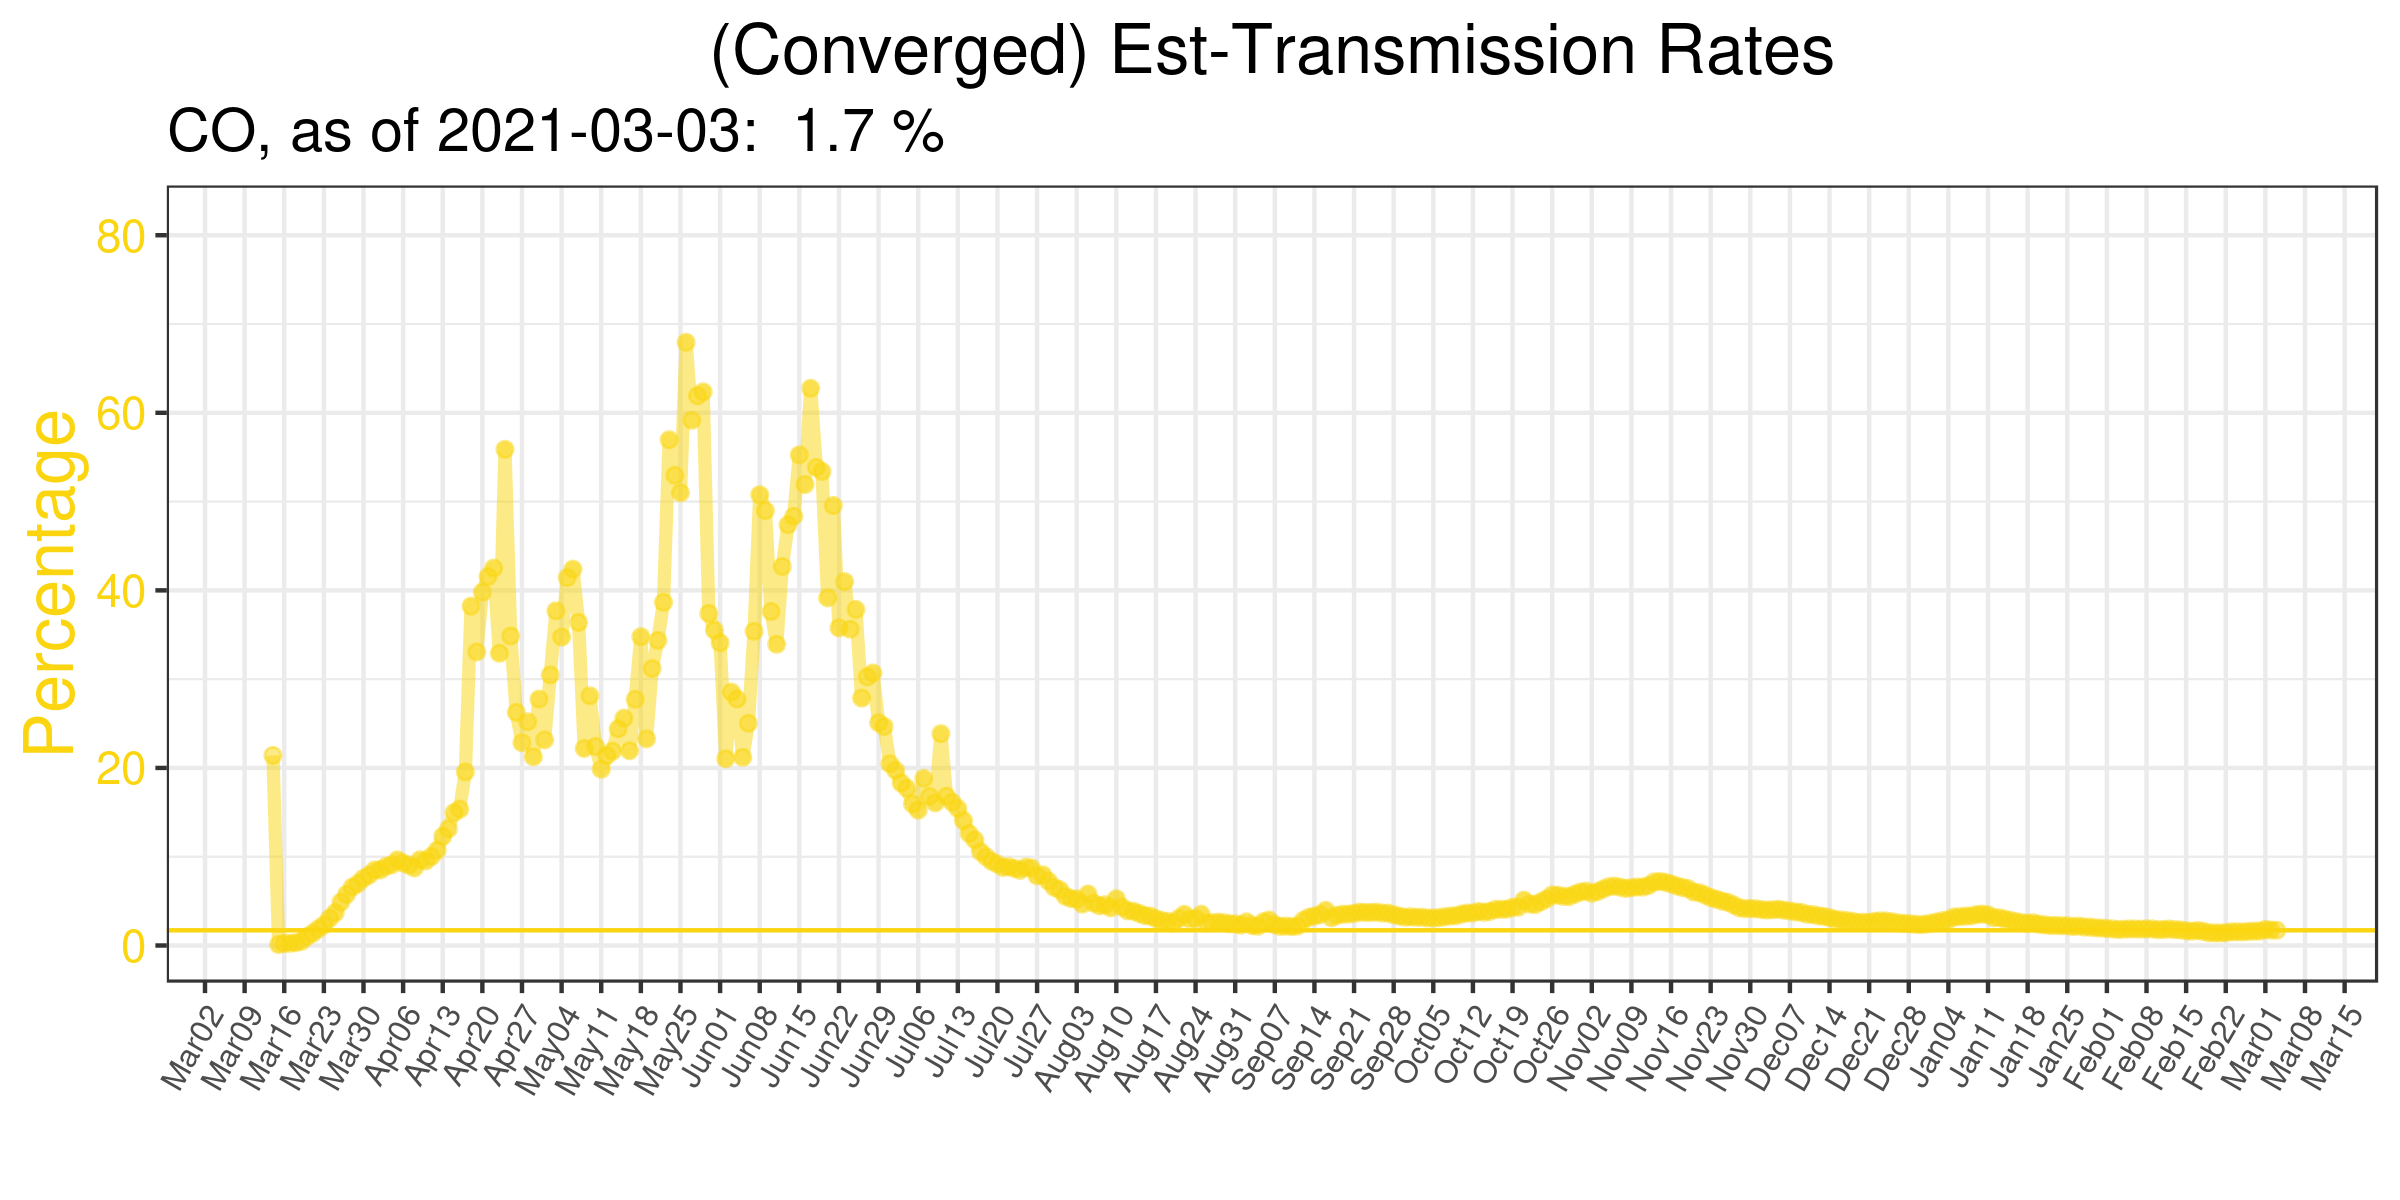 (Converged) Est-Transmission Rates
CO, as of 2021-03-03:  1.7 %
Percentage
80
60
40
20
0
Mar02
Mar09
Mar16
Mar23
Mar30
Apr06
Apr13
Apr20
Apr27
May04
May11
May18
May25
Jun01
Jun08
Jun15
Jun22
Jun29
Jul06
Jul13
Jul20
Jul27
Aug03
Aug10
Aug17
Aug24
Aug31
Sep07
Sep14
Sep21
Sep28
Oct05
Oct12
Oct19
Oct26
Nov02
Nov09
Nov16
Nov23
Nov30
Dec07
Dec14
Dec21
Dec28
Jan04
Jan11
Jan18
Jan25
Feb01
Feb08
Feb15
Feb22
Mar01
Mar08
Mar15